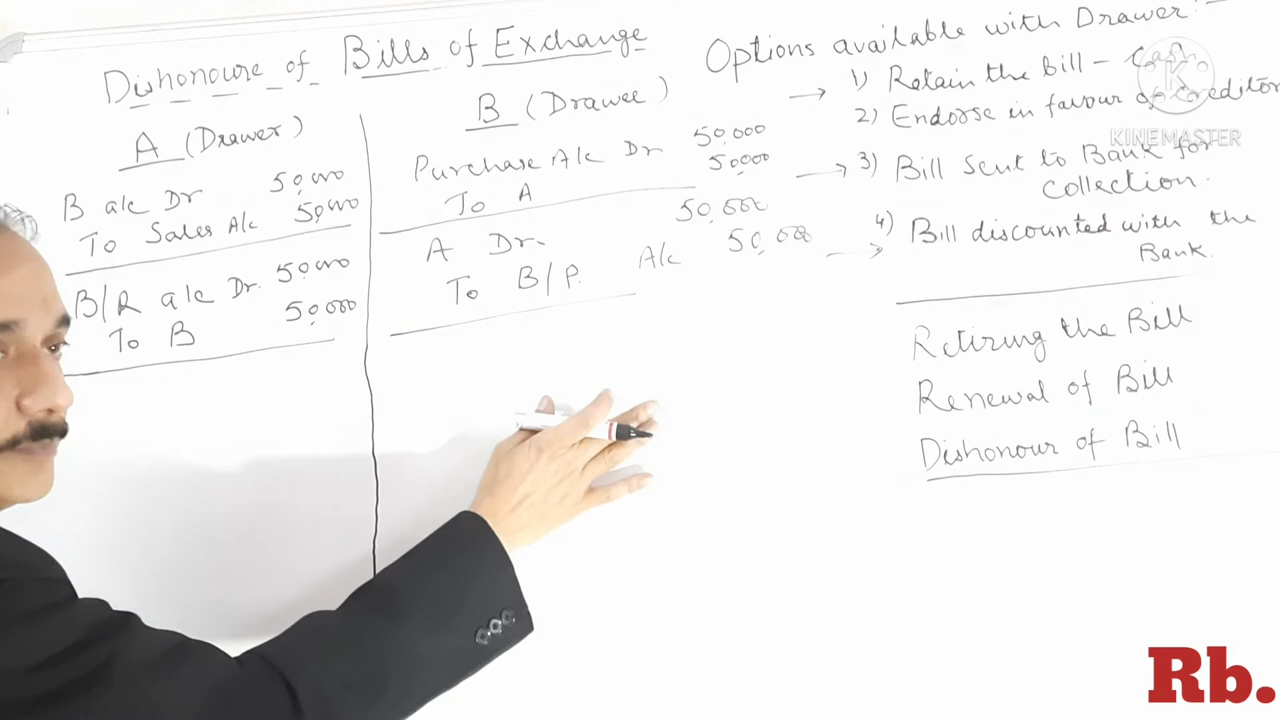 Dishonoure of Bills of Exchange
A (Drawer)
B a/c Dr 50,000
To Sales A/c 50,000
B/R a/c Dr. 50,000
To B 50,000
B (Drawee)
Purchase A/c Dr 50,000
To A 50,000
A Dr. 50,000
To B/P. A/c 50,000
Options available with Drawer:-
1) Retain the bill - Cash
2) Endorse in favour of Creditor
3) Bill Sent to Bank for
Collection.
4) Bill discounted with the
Bank.
Retiring the Bill
Renewal of Bill
Dishonour of Bill
KINEMASTER
Rb.